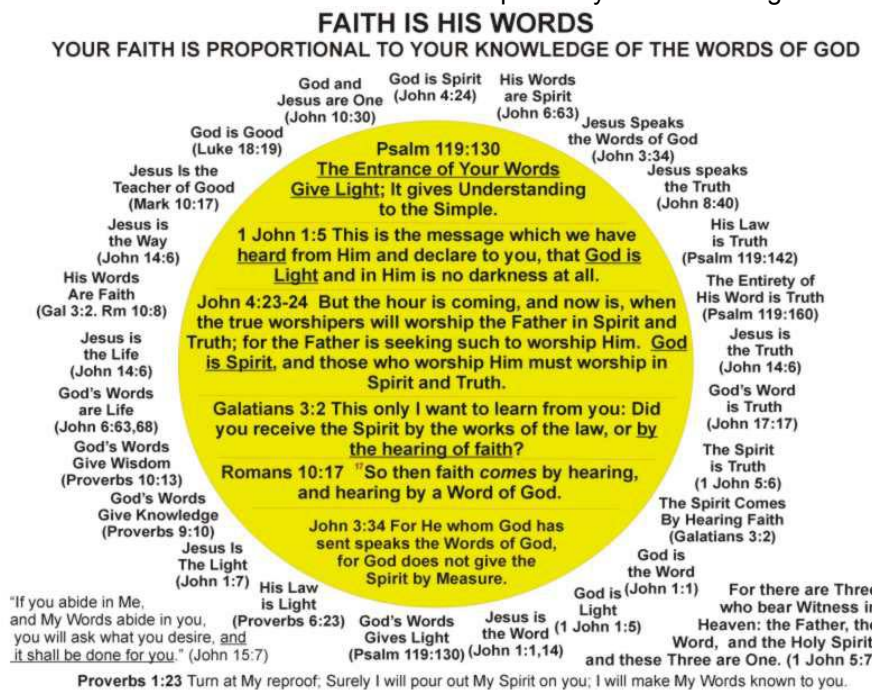 FAITH IS HIS WORDS
YOUR FAITH IS PROPORTIONAL TO YOUR KNOWLEDGE OF THE WORDS OF GOD
God and
Jesus are One
(John 10:30)
God is Spirit
(John 4:24)
His Words
are Spirit
(John 6:63)
Jesus Speaks
the Words of God
(John 3:34)
Jesus speaks
the Truth
(John 8:40)
His Law
is Truth
(Psalm 119:142)
The Entirety of
His Word is Truth
(Psalm 119:160)
Jesus is
the Truth
(John 14:6)
God's Word
is Truth
(John 17:17)
The Spirit
is Truth
(1 John 5:6)
The Spirit Comes
By Hearing Faith
(Galatians 3:2)
God is
the Word
(John 1:1)
God is
Light
(1 John 1:5)
Jesus is
the Word
(John 1:1,14)
God's Words
Gives Light
(Psalm 119:130)
His Law
is Light
(Proverbs 6:23)
Jesus Is
The Light
(John 1:7)
God's Words
Give Knowledge
(Proverbs 9:10)
God's Words
Give Wisdom
(Proverbs 10:13)
God's Words
are Life
(John 6:63,68)
Jesus is
the Life
(John 14:6)
His Words
Are Faith
(Gal 3:2. Rm 10:8)
Jesus is
the Way
(John 14:6)
Jesus Is the
Teacher of Good
(Mark 10:17)
God is Good
(Luke 18:19)
Psalm 119:130
The Entrance of Your Words
Give Light; It gives Understanding
to the Simple.
1 John 1:5 This is the message which we have
heard from Him and declare to you, that God is
Light and in Him is no darkness at all.
John 4:23-24 But the hour is coming, and now is, when
the true worshipers will worship the Father in Spirit and
Truth; for the Father is seeking such to worship Him. God
is Spirit, and those who worship Him must worship in
Spirit and Truth.
Galatians 3:2 This only I want to learn from you: Did
you receive the Spirit by the works of the law, or by
the hearing of faith?
Romans 10:17 17So then faith comes by hearing,
and hearing by a Word of God.
John 3:34 For He whom God has
sent speaks the Words of God,
for God does not give the
Spirit by Measure.
"If you abide in Me,
and My Words abide in you,
you will ask what you desire, and
it shall be done for you." (John 15:7)
For there are Three
who bear Witness in
Heaven: the Father, the
Word, and the Holy Spirit
and these Three are One. (1 John 5:7
Proverbs 1:23 Turn at My reproof; Surely I will pour out My Spirit on you; I will make My Words known to you.